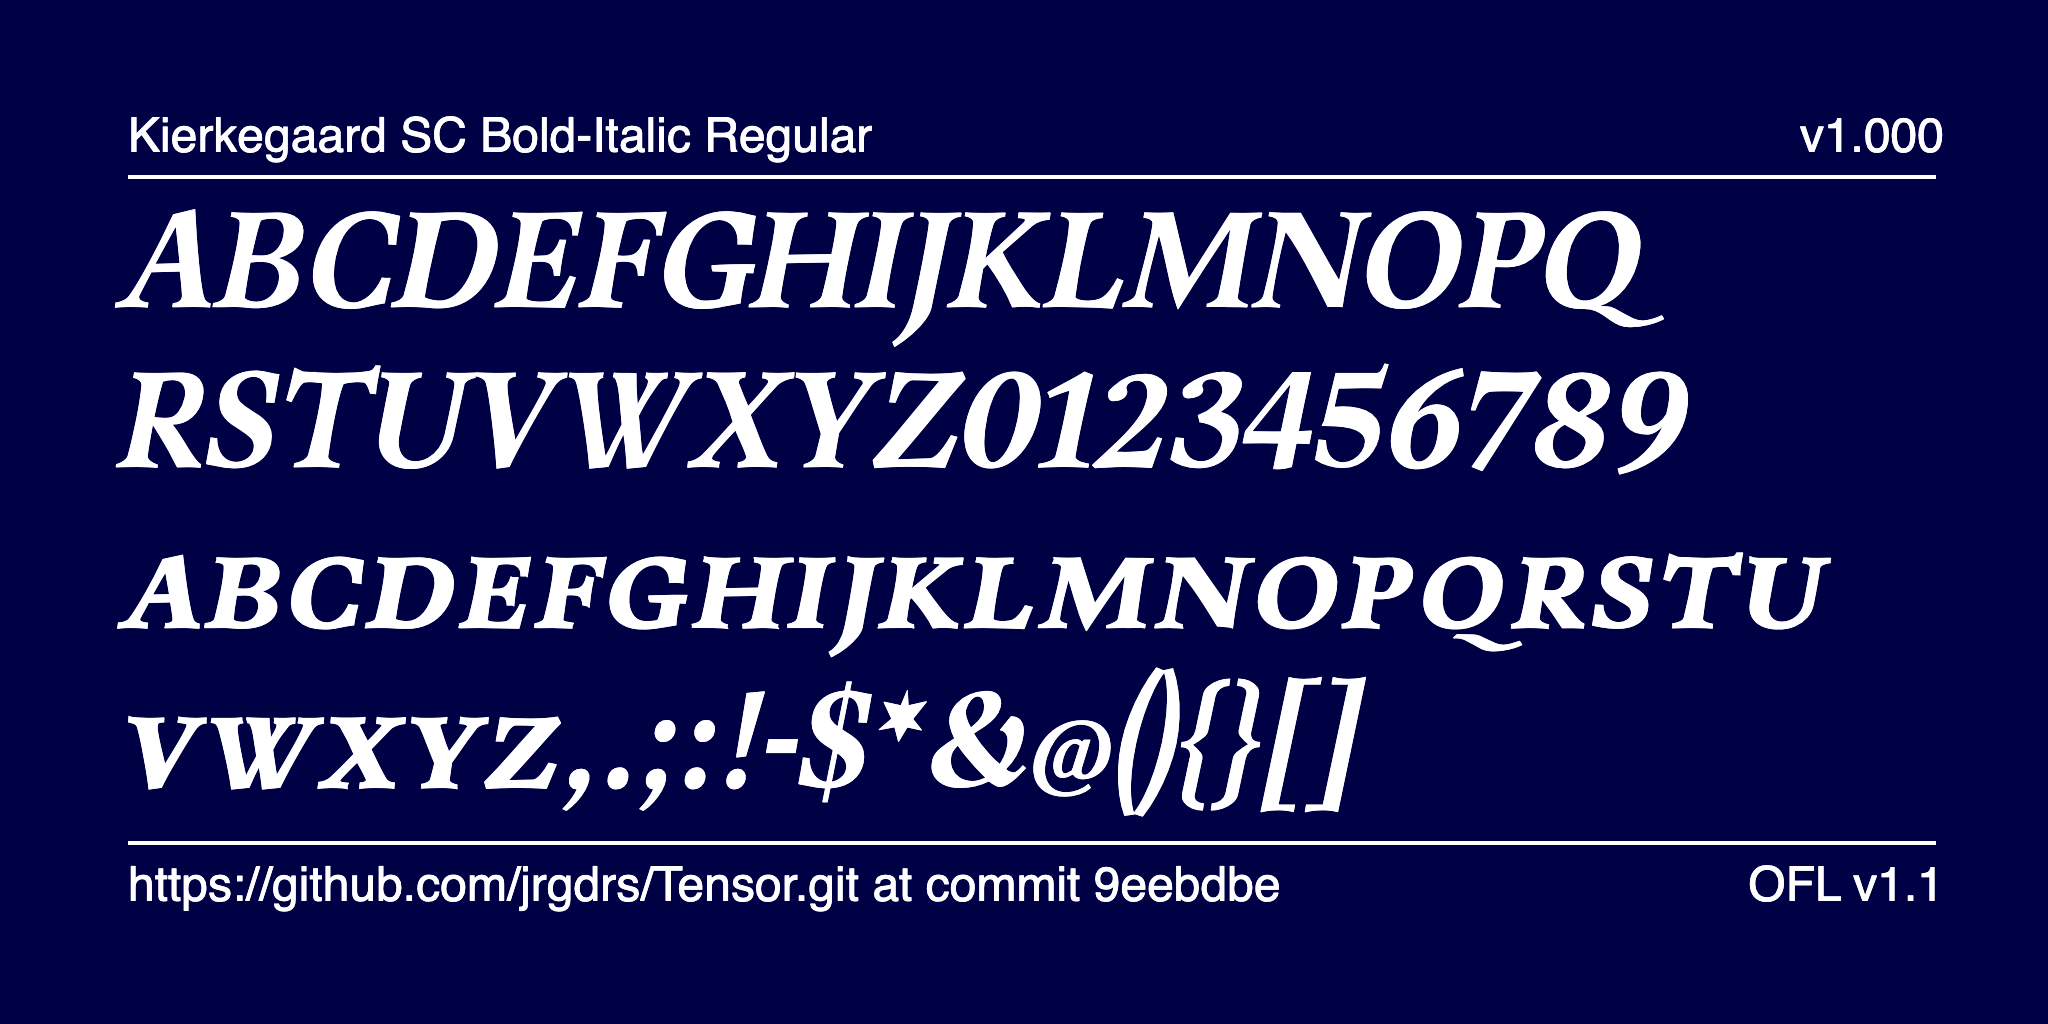 Kierkegaard SC Bold-Italic Regular v1.000
ABCDEFGHIJKLMNOPQ
RSTUVWXYZ0123456789
ABCDEFGHIJKLMNOPQRSTU
VWXYZ,.;:!-$*&@(){}[]
https://github.com/jrgdrs/Tensor.git at commit 9eebdbe OFL v1.1